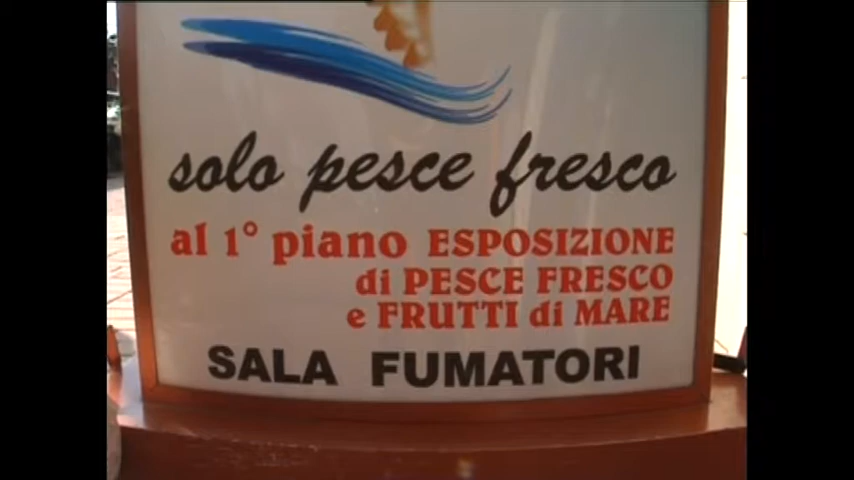 solo pesce fresco
al 1° piano ESPOSIZIONE
di PESCE FRESCO
e FRUTTI di MARE
SALA FUMATORI